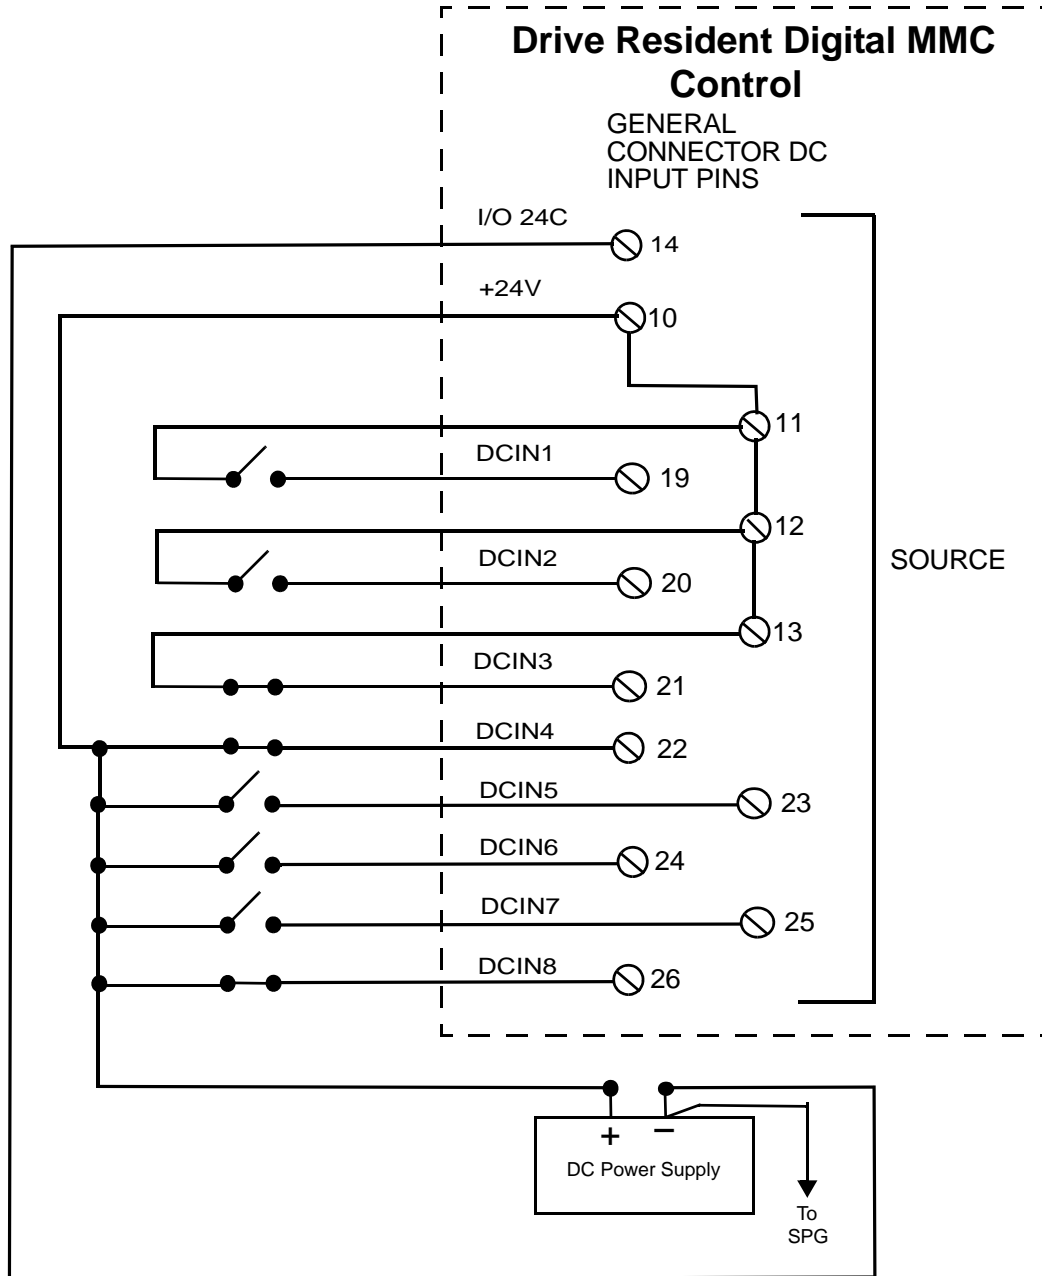 Drive Resident Digital MMC
Control
GENERAL
CONNECTOR DC
INPUT PINS
I/O 24C
14
+24V
10
11
DCIN1
19
12
DCIN2
20
SOURCE
13
DCIN3
21
DCIN4
22
DCIN5
23
DCIN6
24
DCIN7
25
DCIN8
26
+ −
DC Power Supply
To
SPG